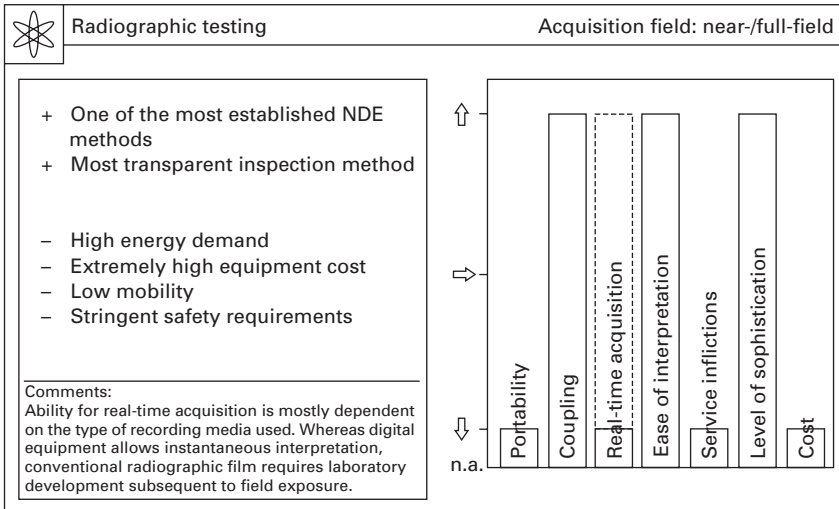 Radiographic testing
Acquisition field: near-/full-field
+ One of the most established NDE
methods
+ Most transparent inspection method
– High energy demand
– Extremely high equipment cost
– Low mobility
– Stringent safety requirements
Comments:
Ability for real-time acquisition is mostly dependent
on the type of recording media used. Whereas digital
equipment allows instantaneous interpretation,
conventional radiographic film requires laboratory
development subsequent to field exposure.
n.a.
Portability
Coupling
Real-time acquisition
Ease of interpretation
Service inflictions
Level of sophistication
Cost